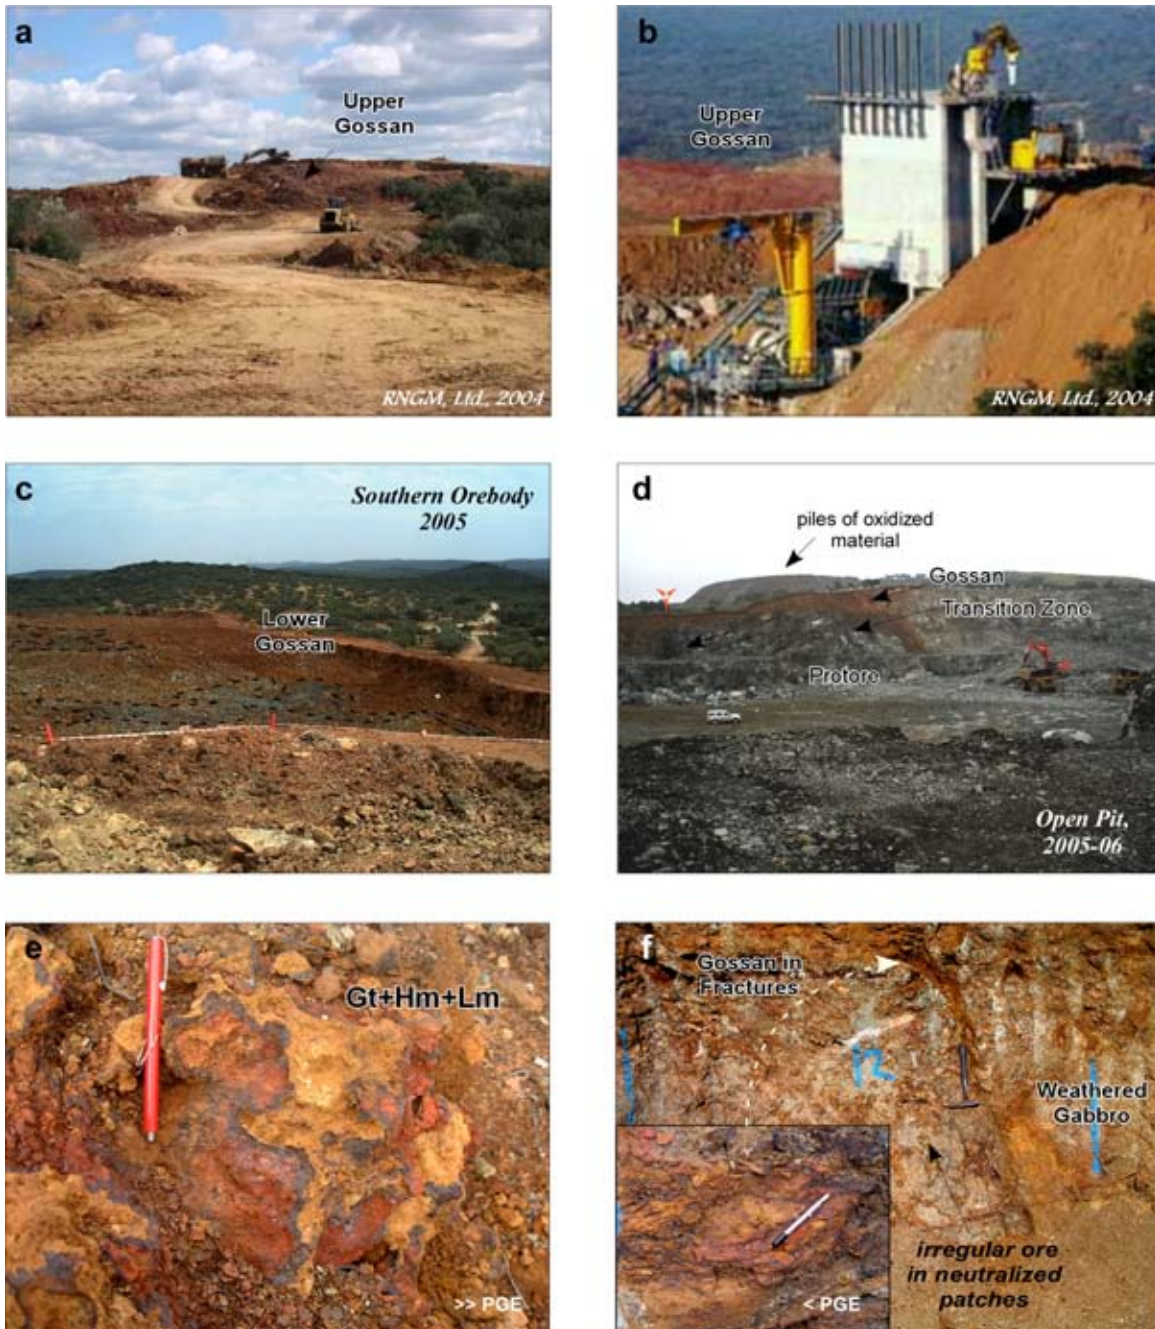 a
Upper
Gossan
RNGM, Ltd., 2004
b
Upper
Gossan
RNGM, Ltd., 2004
c
Southern Orebody
2005
Lower
Gossan
d
piles of oxidized
material
Gossan
Transition Zone
Protore
Open Pit,
2005-06
e
Gt+Hm+Lm
>> PGE
f
Gossan in
Fractures
Weathered
Gabbro
irregular ore
in neutralized
patches
< PGE